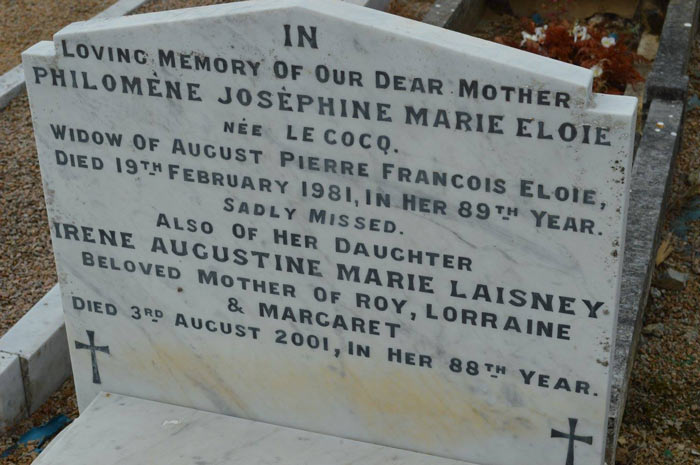 IN
LOVING MEMORY OF OUR DEAR MOTHER
PHILOMÈNE JOSÈPHINE MARIE ELOIE
NÉE LE COCQ.
WIDOW OF AUGUST PIERRE FRANCOIS ELOIE,
DIED 19TH FEBRUARY 1981, IN HER 89TH YEAR.
SADLY MISSED.
ALSO OF HER DAUGHTER
IRENE AUGUSTINE MARIE LAISNEY
BELOVED MOTHER OF ROY, LORRAINE
& MARGARET
DIED 3RD AUGUST 2001, IN HER 88TH YEAR.